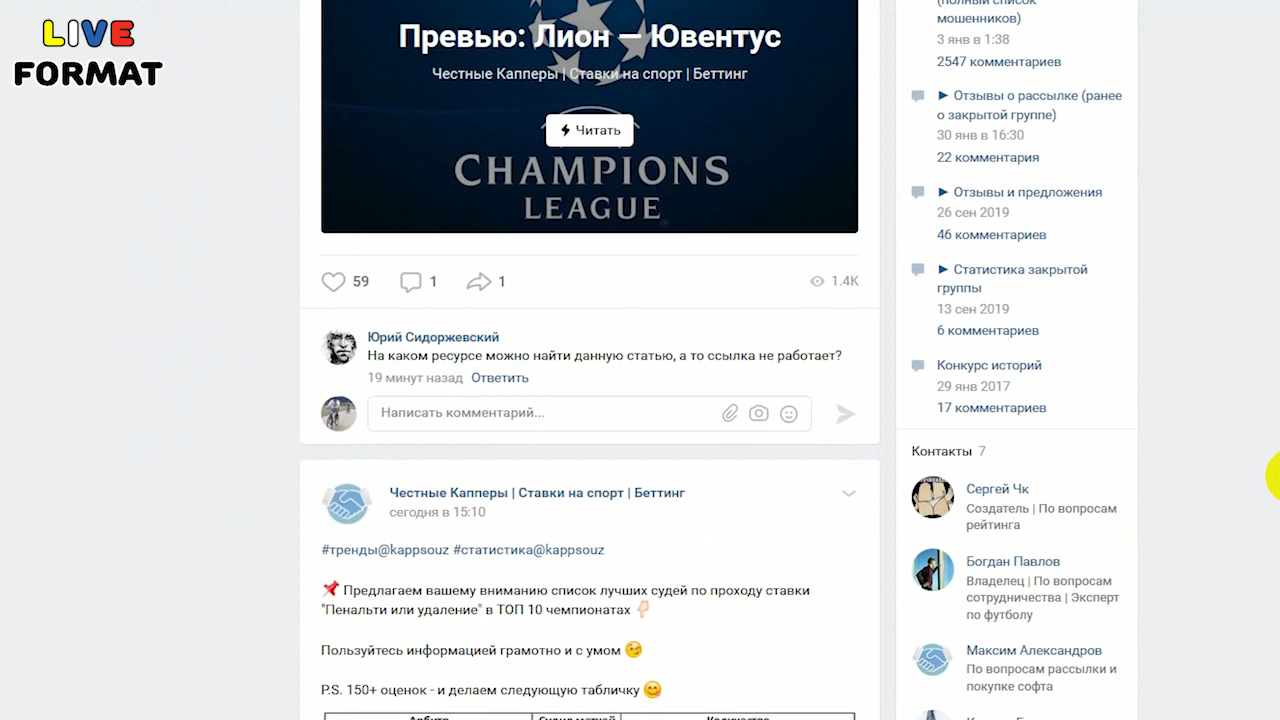 LIVE
FORMAT
Превью: Лион — Ювентус
Честные Капперы | Ставки на спорт | Беттинг
Читать
CHAMPIONS
LEAGUE
59
1
1
1.4K
Юрий Сидоржевский
На каком ресурсе можно найти данную статью, а то ссылка не работает?
19 минут назад Ответить
Написать комментарий...
Честные Капперы | Ставки на спорт | Беттинг
сегодня в 15:10
#тренды@kappsouz #статистика@kappsouz
📌 Предлагаем вашему вниманию список лучших судей по проходу ставки
"Пенальти или удаление" в ТОП 10 чемпионатах 👇🏻
Пользуйтесь информацией грамотно и с умом 🧐
P.S. 150+ оценок - и делаем следующую табличку 😊
(полный список
мошенников)
3 янв в 1:38
2547 комментариев
► Отзывы о рассылке (ранее
о закрытой группе)
30 янв в 16:30
22 комментария
► Отзывы и предложения
26 сен 2019
46 комментариев
► Статистика закрытой
группы
13 сен 2019
6 комментариев
Конкурс историй
29 янв 2017
17 комментариев
Контакты 7
Сергей Чк
Создатель | По вопросам
рейтинга
Богдан Павлов
Владелец | По вопросам
сотрудничества | Эксперт
по футболу
Максим Александров
По вопросам рассылки и
покупке софта